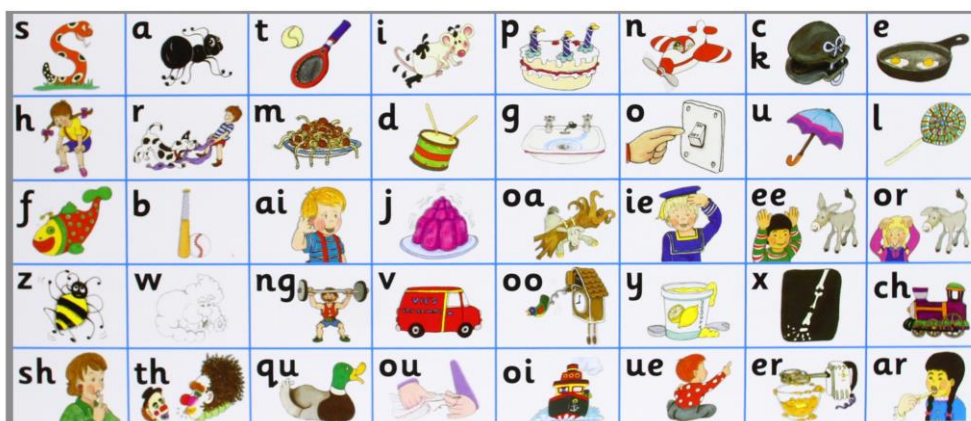 s a t i p n c k e
h r m d g o u l
f b ai j oa ie ee or
z w ng v oo y x ch
sh th qu ou oi ue er ar